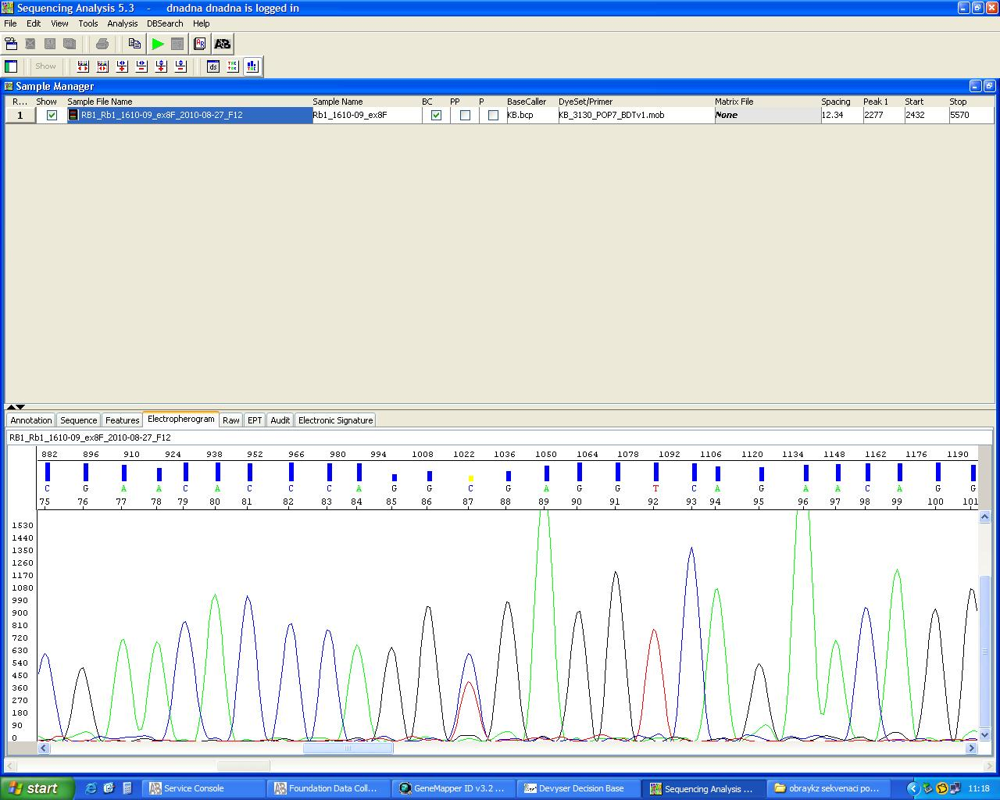 Sequencing Analysis 5.3 - dnadna dnadna is logged in
File Edit View Tools Analysis DBSearch Help
Show ds
Sample Manager
R... Show Sample File Name Sample Name BC PP P BaseCaller DyeSet/Primer Matrix File Spacing Peak 1 Start Stop
1 RB1_Rb1_1610-09_ex8F_2010-08-27_F12 Rb1_1610-09_ex8F KB.bcp KB_3130_POP7_BDTv1.mob None 12.34 2277 2432 5570
Annotation Sequence Features Electropherogram Raw EPT Audit Electronic Signature
RB1_Rb1_1610-09_ex8F_2010-08-27_F12
882 896 910 924 938 952 966 980 994 1008 1022 1036 1050 1064 1078 1092 1106 1120 1134 1148 1162 1176 1190
C G A A C A C C C A G G C G A G G T C A G A A C A G G
75 76 77 78 79 80 81 82 83 84 85 86 87 88 89 90 91 92 93 94 95 96 97 98 99 100 101
1530
1440
1350
1260
1170
1080
990
900
810
720
630
540
450
360
270
180
90
0
start Service Console Foundation Data Coll... GeneMapper ID v3.2 ... Devyser Decision Base Sequencing Analysis ... obraykz sekvenaci po... 11:18